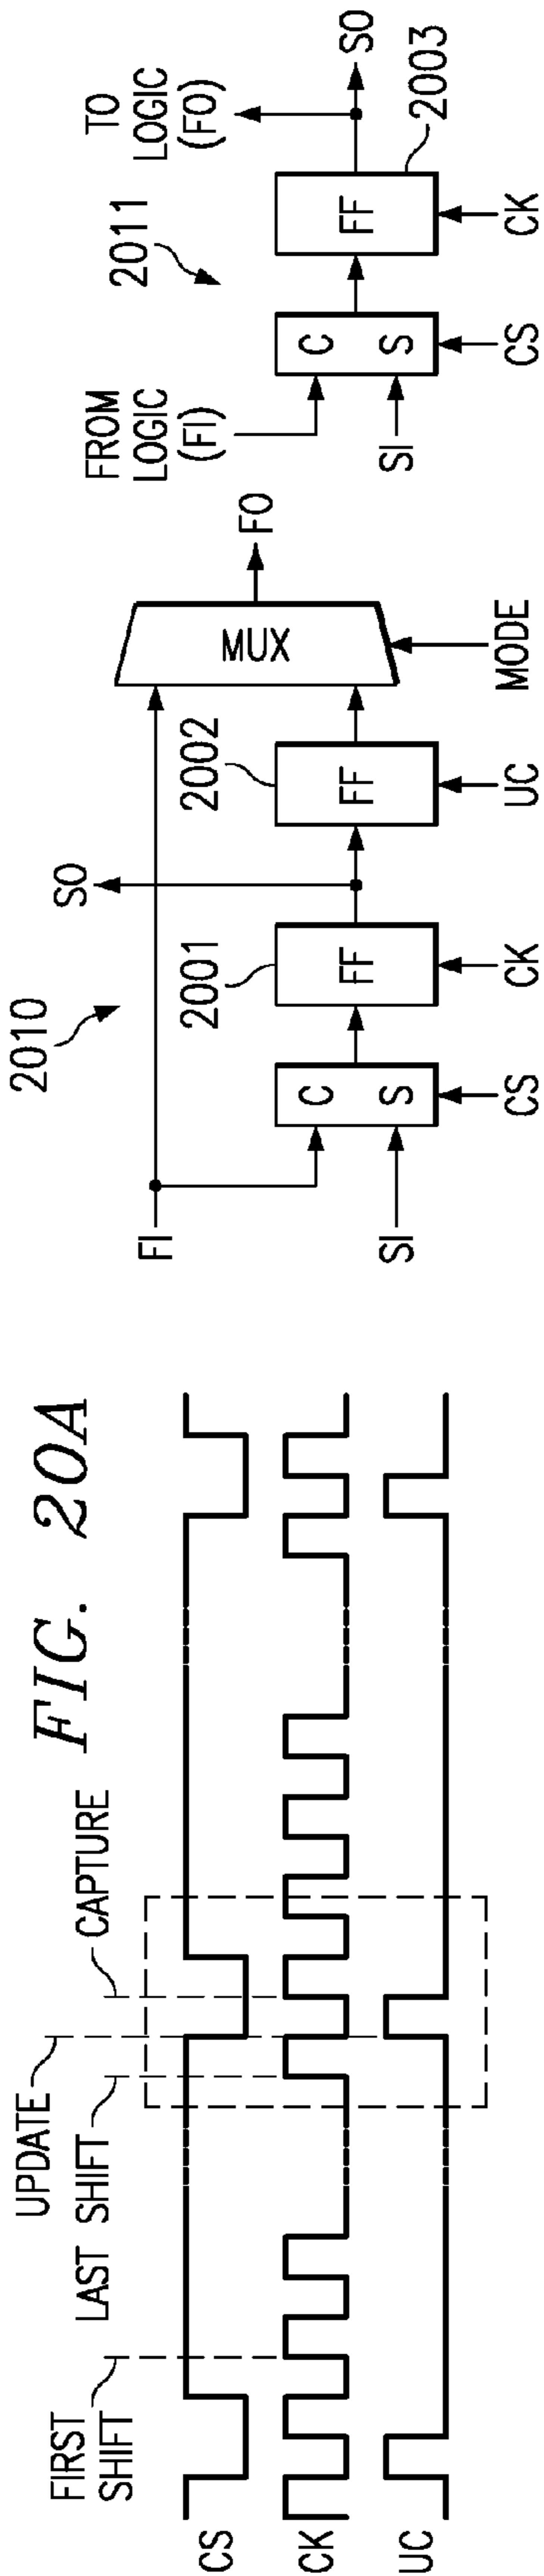 FIRST
SHIFT
LAST SHIFT
UPDATE
CAPTURE
CS
CK
UC
FIG. 20A
2010
SO
FI
2001
2002
C
S
FF
FF
MUX
FO
SI
CS
CK
UC
MODE
FROM
LOGIC
(FI)
2011
TO
LOGIC
(FO)
C
S
FF
SO
SI
CS
CK
2003